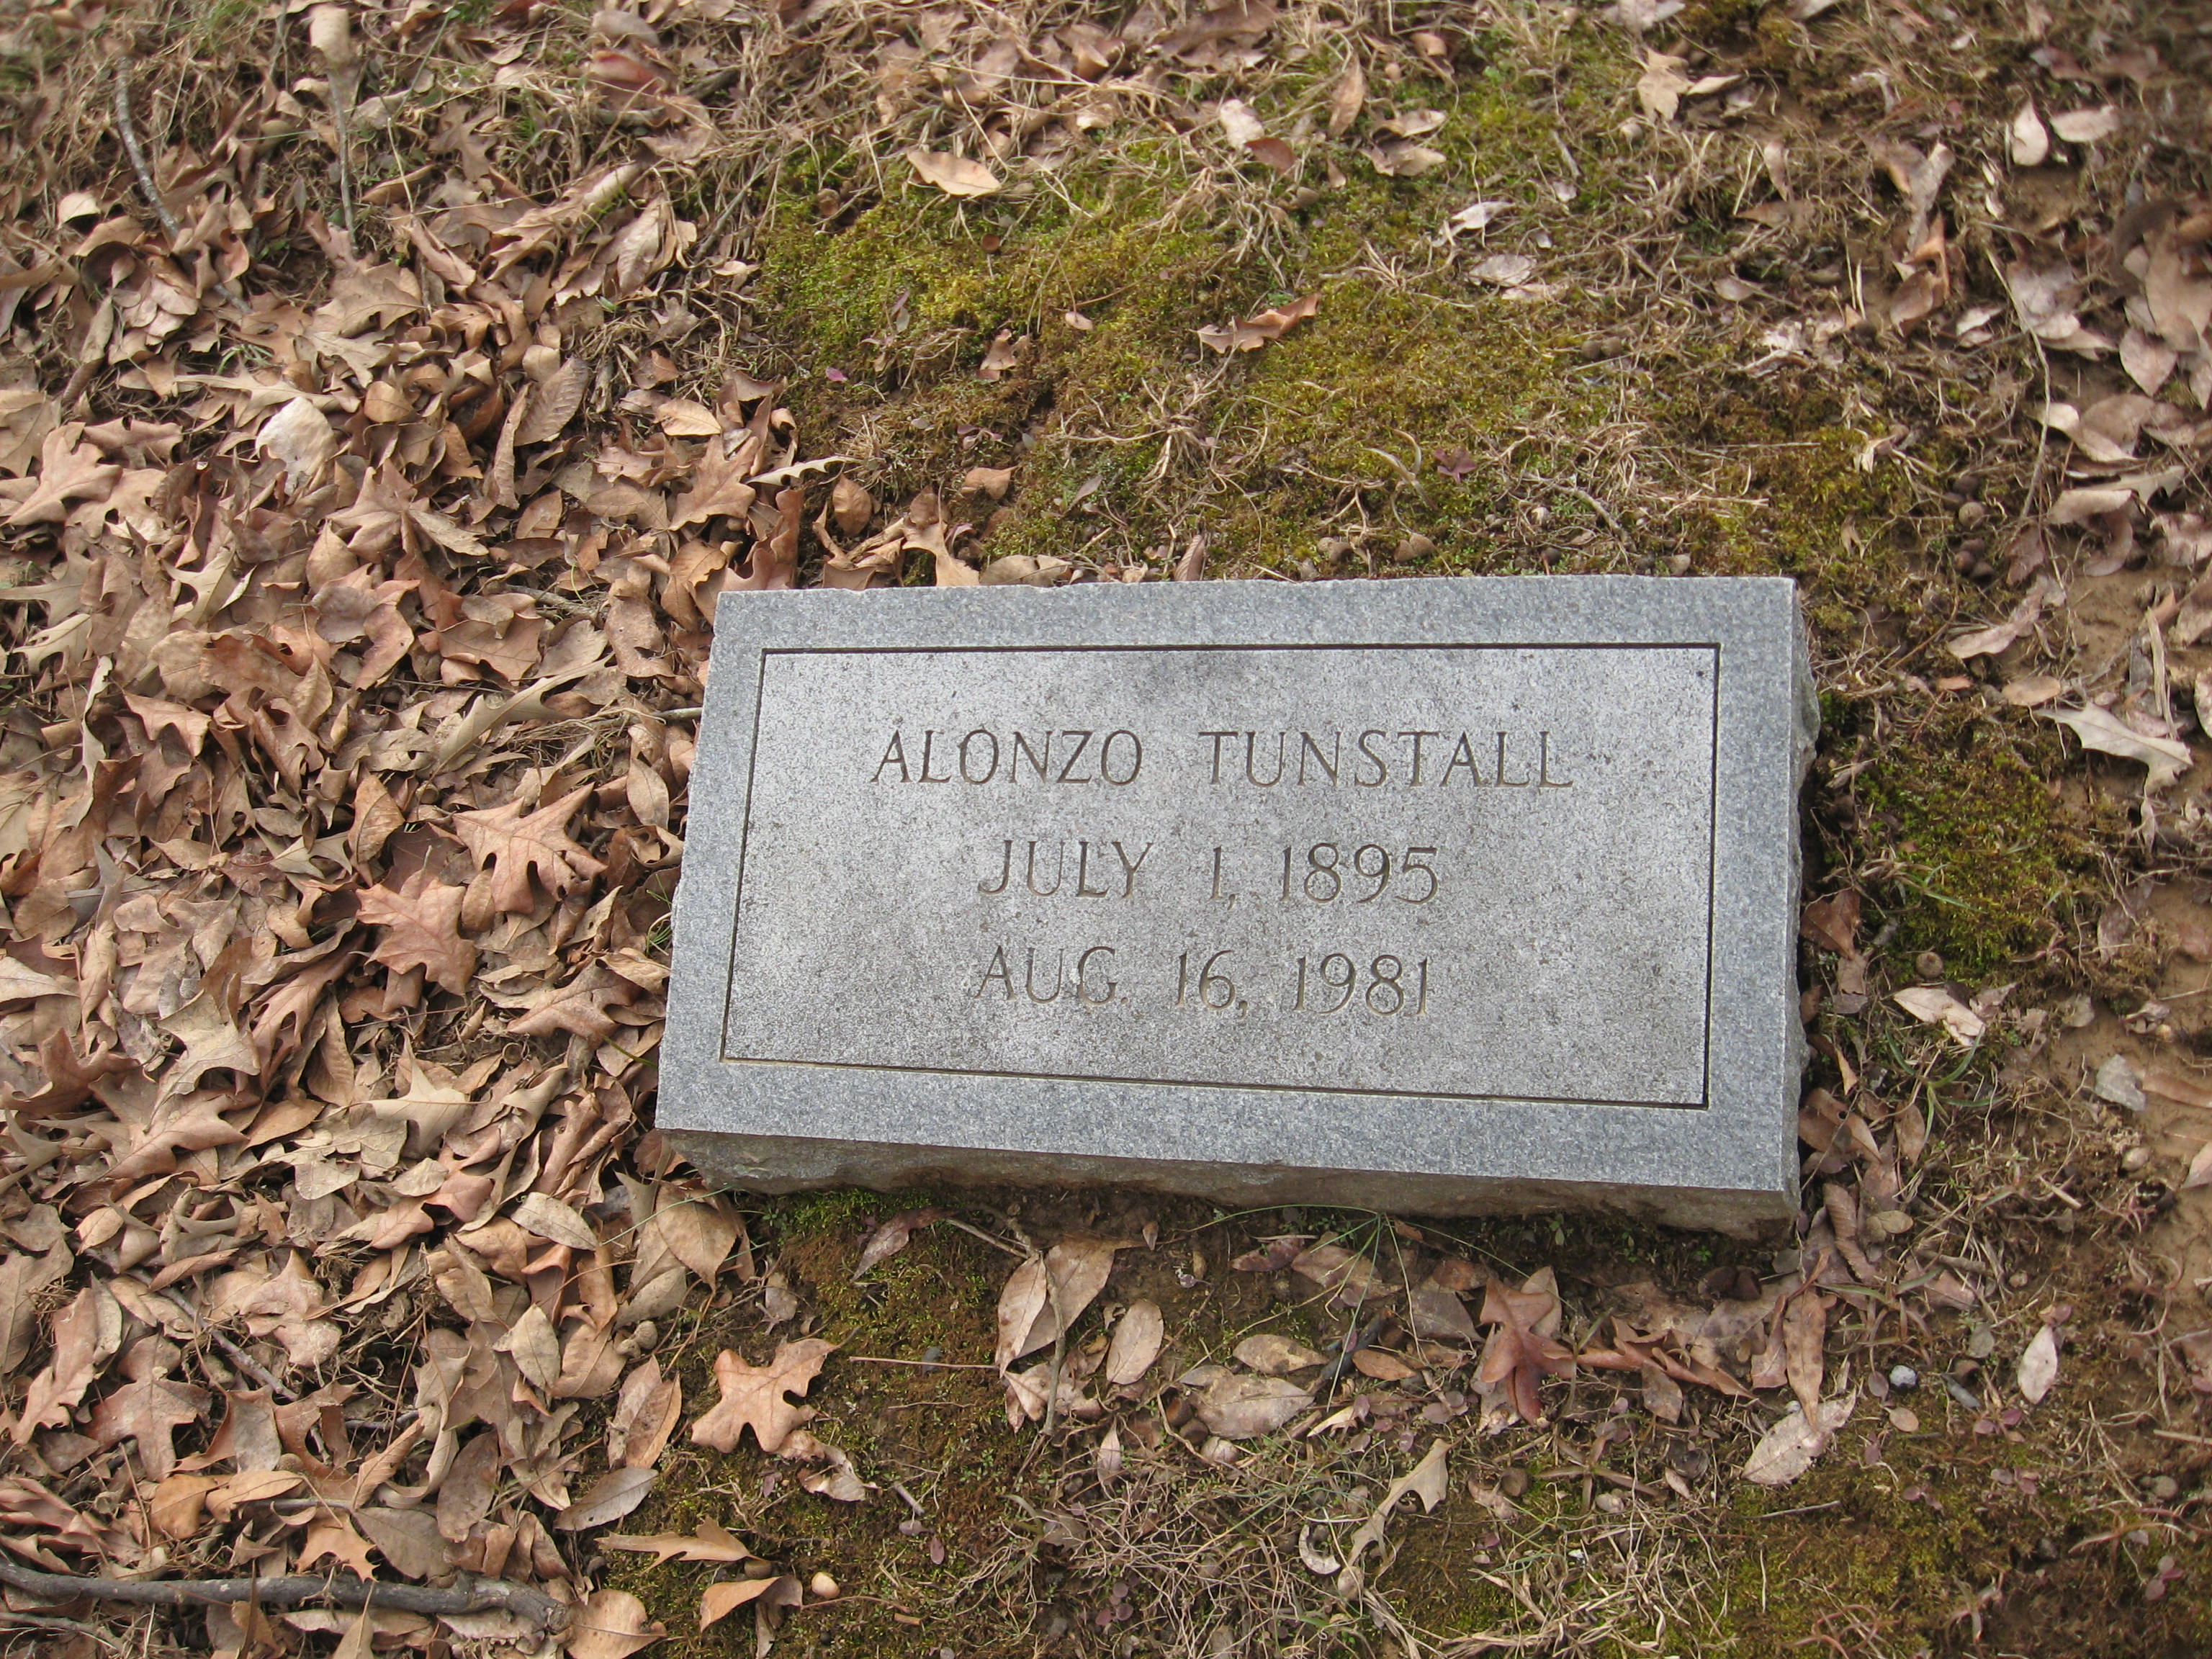 ALONZO TUNSTALL
JULY 1, 1895
AUG. 16, 1981